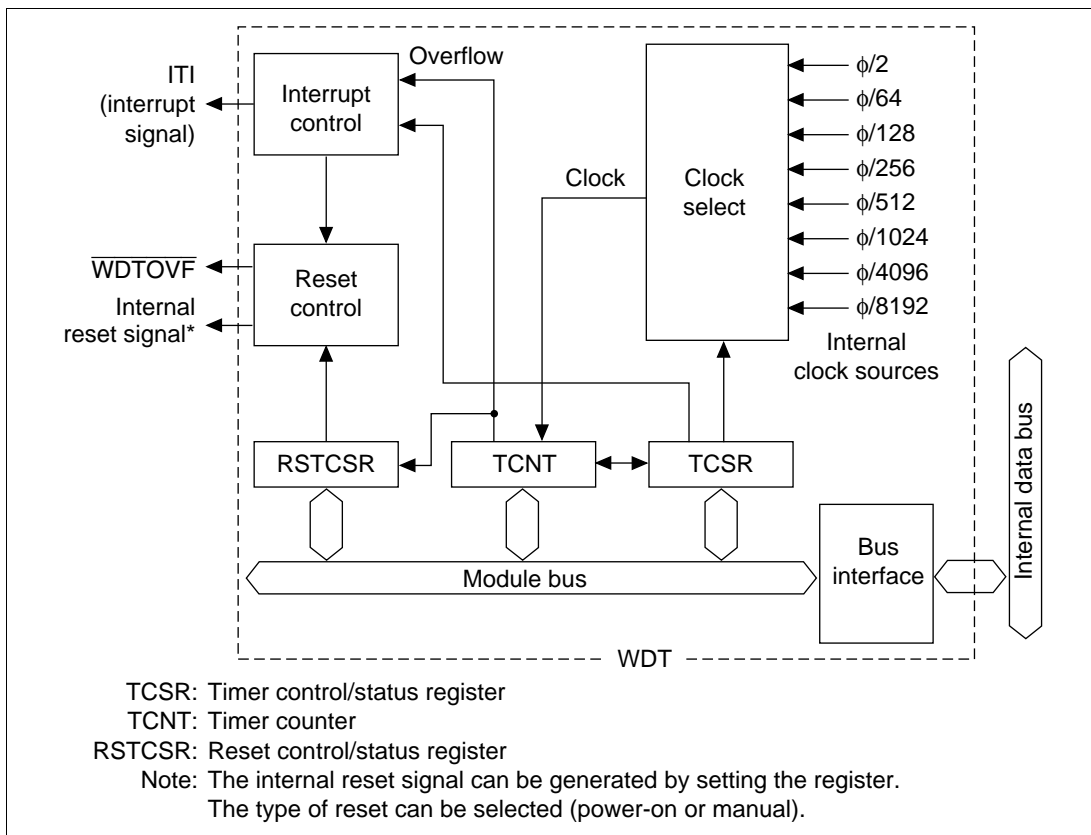 Overflow
ITI
(interrupt
signal)
Interrupt
control
ϕ/2
ϕ/64
ϕ/128
ϕ/256
ϕ/512
ϕ/1024
ϕ/4096
ϕ/8192
Clock
Clock
select
WDTOVF
Internal
reset signal*
Reset
control
Internal
clock sources
RSTCSR
TCNT
TCSR
Internal data bus
Bus
interface
Module bus
WDT
TCSR: Timer control/status register
TCNT: Timer counter
RSTCSR: Reset control/status register
Note: The internal reset signal can be generated by setting the register.
The type of reset can be selected (power-on or manual).